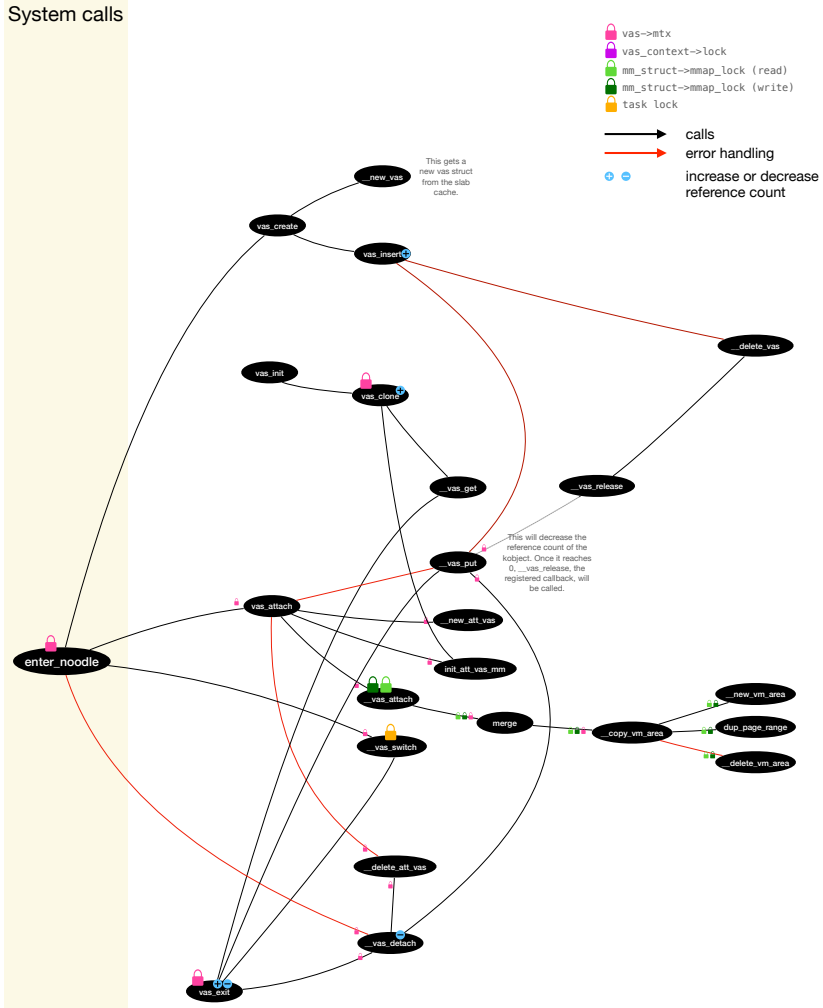 System calls
vas->mtx
vas_context->lock
mm_struct->mmap_lock (read)
mm_struct->mmap_lock (write)
task lock
calls
error handling
increase or decrease
reference count
__new_vas
This gets a
new vas struct
from the slab
cache.
vas_create
vas_insert
__delete_vas
vas_init
vas_clone
__vas_get
__vas_release
This will decrease the
reference count of the
kobject. Once it reaches
0, __vas_release, the
registered callback, will
be called.
__vas_put
vas_attach
__new_att_vas
enter_noodle
init_att_vas_mm
__vas_attach
__new_vm_area
merge
dup_page_range
__copy_vm_area
__vas_switch
__delete_vm_area
__delete_att_vas
__vas_detach
vas_exit